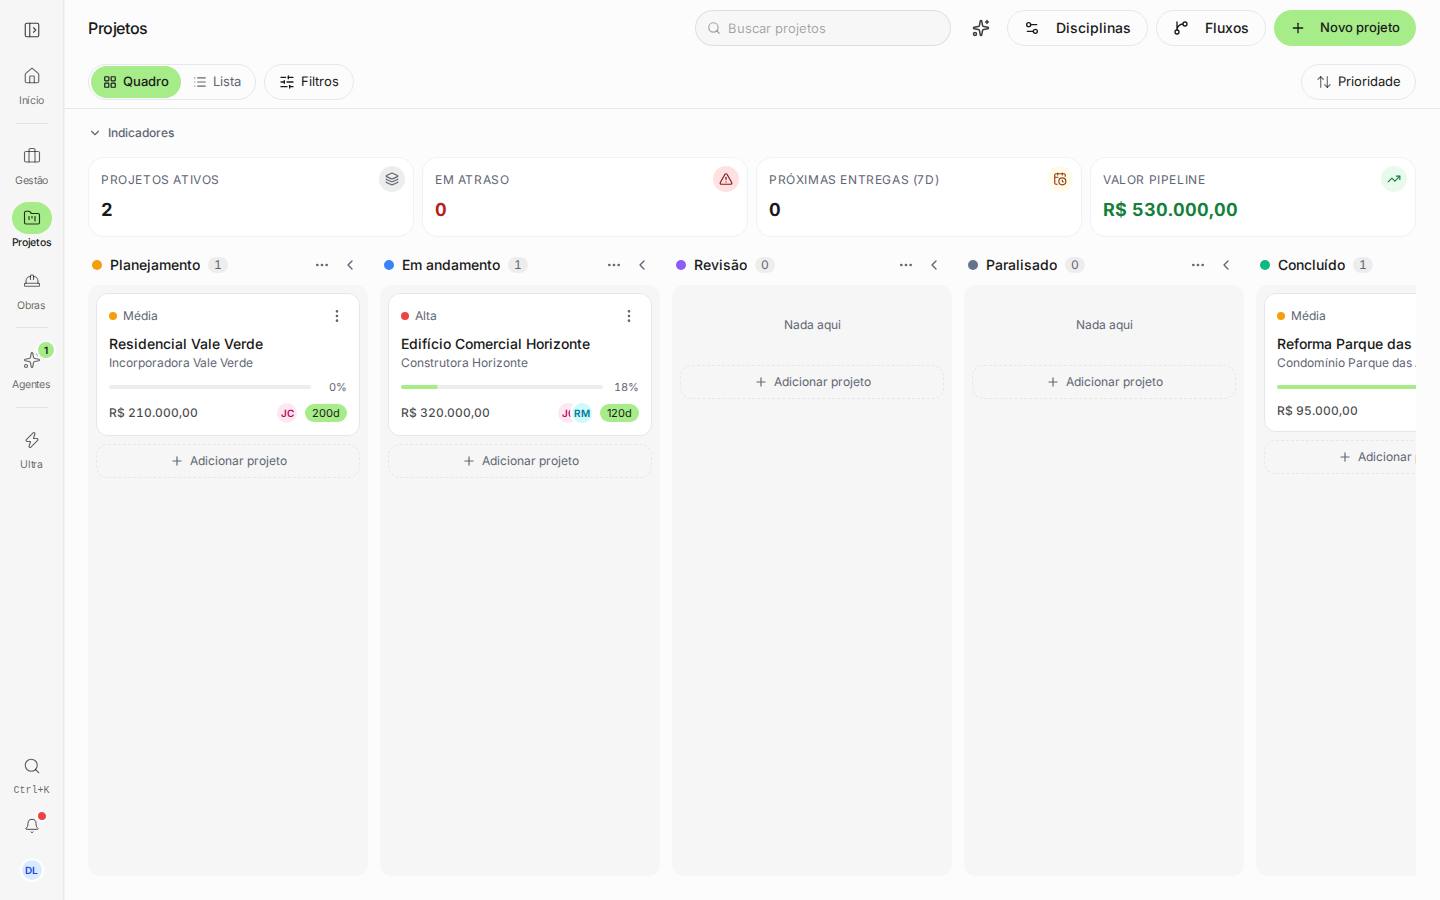 Projetos
Buscar projetos
Disciplinas
Fluxos
Novo projeto
Quadro
Lista
Filtros
Prioridade
Início
Gestão
Projetos
Obras
1
Agentes
Ultra
Ctrl+K
DL
Indicadores
PROJETOS ATIVOS
2
EM ATRASO
0
PRÓXIMAS ENTREGAS (7D)
0
VALOR PIPELINE
R$ 530.000,00
Planejamento 1
Média
Residencial Vale Verde
Incorporadora Vale Verde
0%
R$ 210.000,00 JC 200d
Adicionar projeto
Em andamento 1
Alta
Edifício Comercial Horizonte
Construtora Horizonte
18%
R$ 320.000,00 RM 120d
Adicionar projeto
Revisão 0
Nada aqui
Adicionar projeto
Paralisado 0
Nada aqui
Adicionar projeto
Concluído 1
Média
Reforma Parque das
Condomínio Parque das
R$ 95.000,00
Adicionar